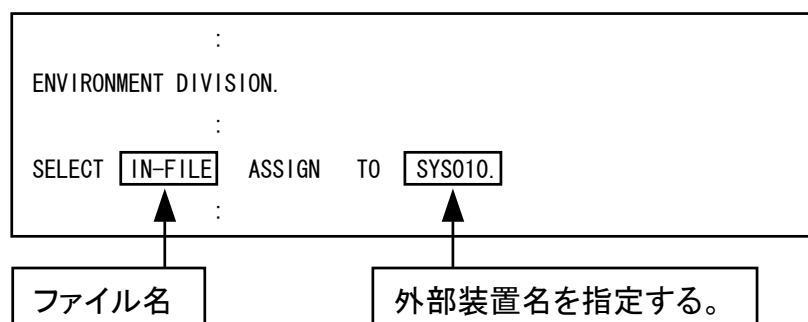 :
ENVIRONMENT DIVISION.
:
SELECT IN-FILE ASSIGN TO SYS010.
:
ファイル名
外部装置名を指定する。